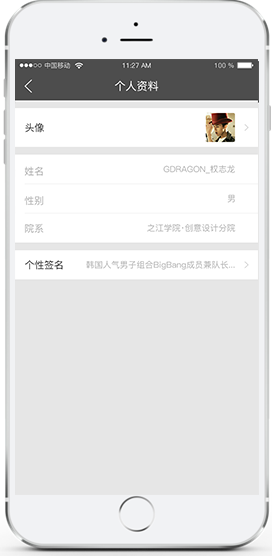 中国移动 11:27 AM 100 %
个人资料
头像
姓名 GDRAGON_权志龙
性别 男
院系 之江学院·创意设计分院
个性签名 韩国人气男子组合BigBang成员兼队长...